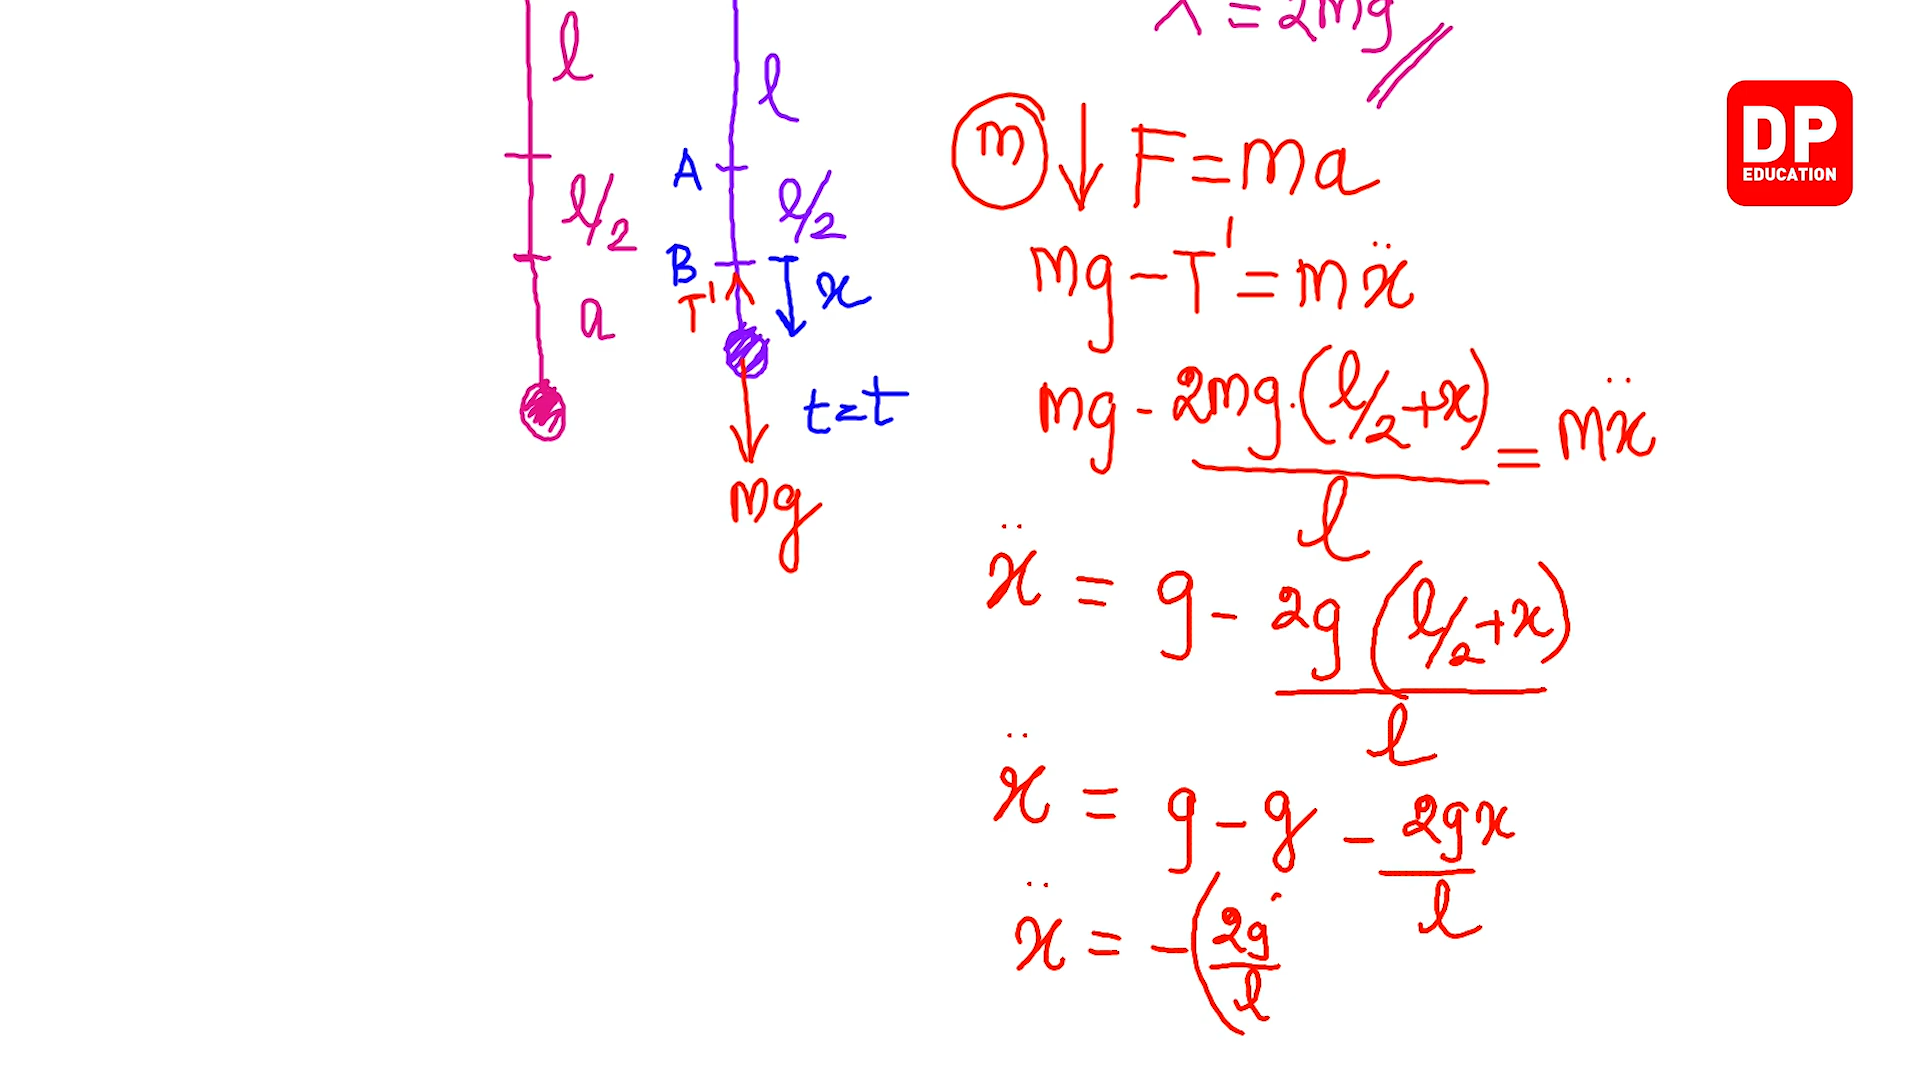 λ = 2mg
l
l
A
l/2
l/2
B
T'
x
a
t=t
mg
m ↓ F=ma
mg - T' = mẍ
mg - 2mg.(l/2+x)/l = mẍ
ẍ = g - 2g(l/2+x)/l
ẍ = g - g - 2gx/l
ẍ = -(2g/l
DP
EDUCATION